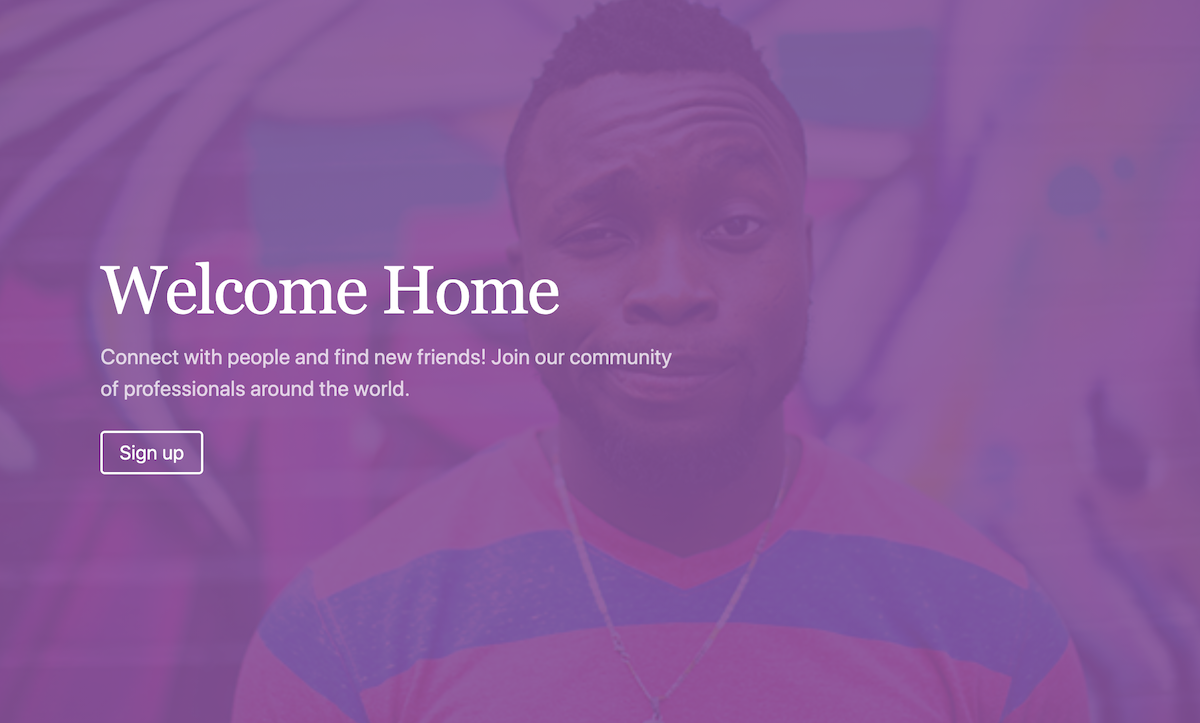 Welcome Home
Connect with people and find new friends! Join our community
of professionals around the world.
Sign up